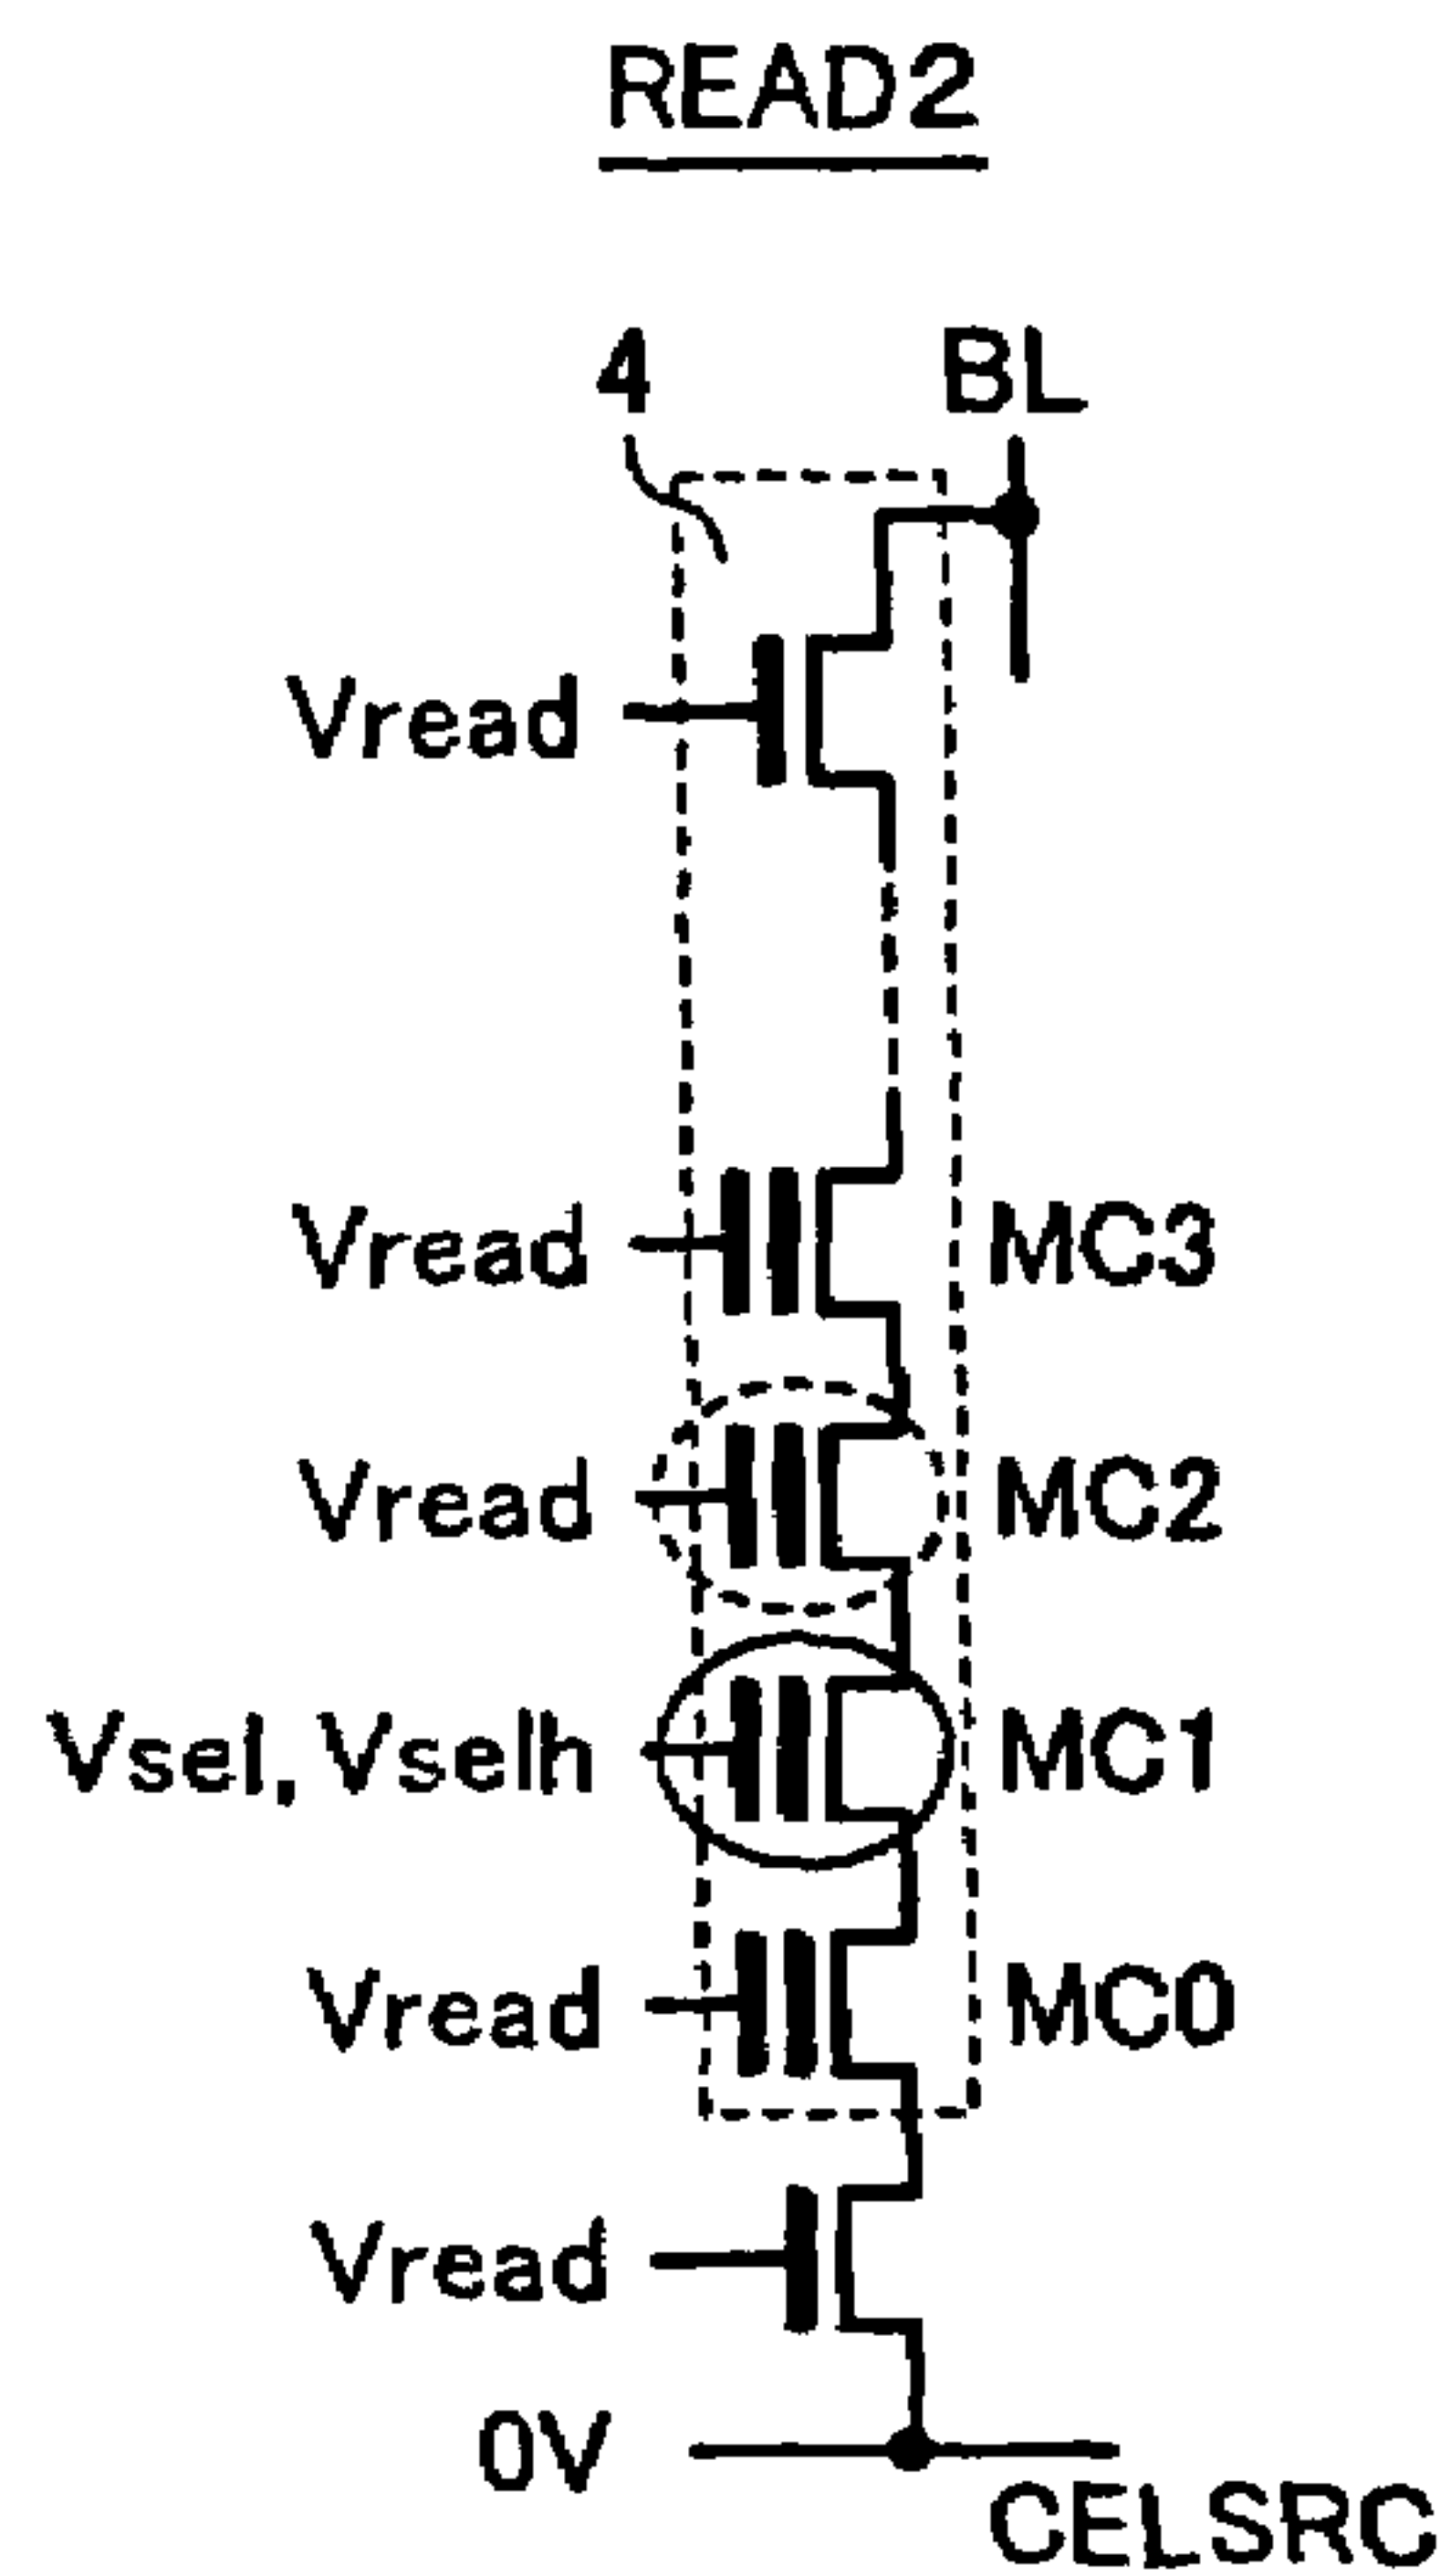 READ2
4 BL
Vread
Vread MC3
Vread MC2
Vsel, Vselh MC1
Vread MC0
Vread
0V
CELSRC